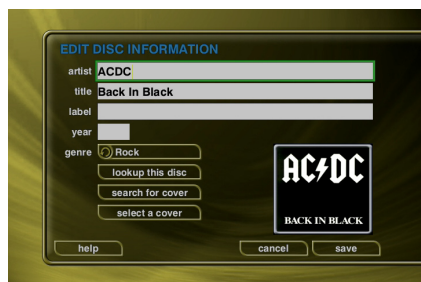 EDIT DISC INFORMATION
artist ACDC
title Back In Black
label
year
genre Rock
lookup this disc
search for cover
select a cover
AC⚡DC
BACK IN BLACK
help cancel save